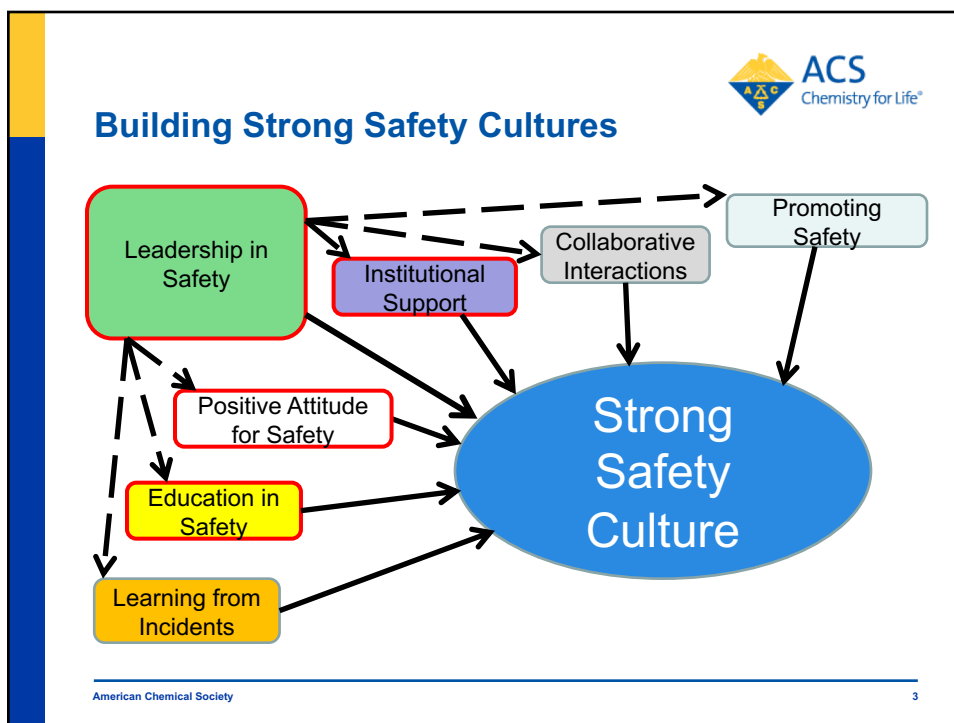 ACS
Chemistry for Life®
A C S
Building Strong Safety Cultures
Leadership in
Safety
Institutional
Support
Collaborative
Interactions
Promoting
Safety
Positive Attitude
for Safety
Education in
Safety
Learning from
Incidents
Strong
Safety
Culture
American Chemical Society
3